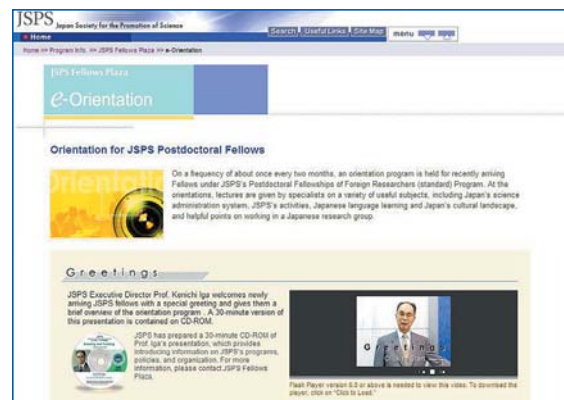 JSPS Japan Society for the Promotion of Science
Home
Search | Useful Links | Site Map
menu
Home >> Program Info. >> JSPS Fellows Plaza >> e-Orientation
JSPS Fellows Plaza
e-Orientation
Orientation for JSPS Postdoctoral Fellows
Orientation
On a frequency of about once every two months, an orientation program is held for recently arriving
Fellows under JSPS's Postdoctoral Fellowships of Foreign Researchers (standard) Program. At the
orientations, lectures are given by specialists on a variety of useful subjects, including Japan's science
administration system, JSPS's activities, Japanese language learning and Japan's cultural landscape,
and helpful points on working in a Japanese research group.
Greetings
JSPS Executive Director Prof. Kenichi Iga welcomes newly
arriving JSPS fellows with a special greeting and gives them a
brief overview of the orientation program . A 30-minute version of
this presentation is contained on CD-ROM.
JSPS has prepared a 30-minute CD-ROM of
Prof. Iga's presentation, which provides
introducing information on JSPS's programs,
policies, and organization. For more
information, please contact JSPS Fellows
Plaza.
Greetings
Flash Player version 6.0 or above is needed to view this video. To download the
player, click on "Click to Load."